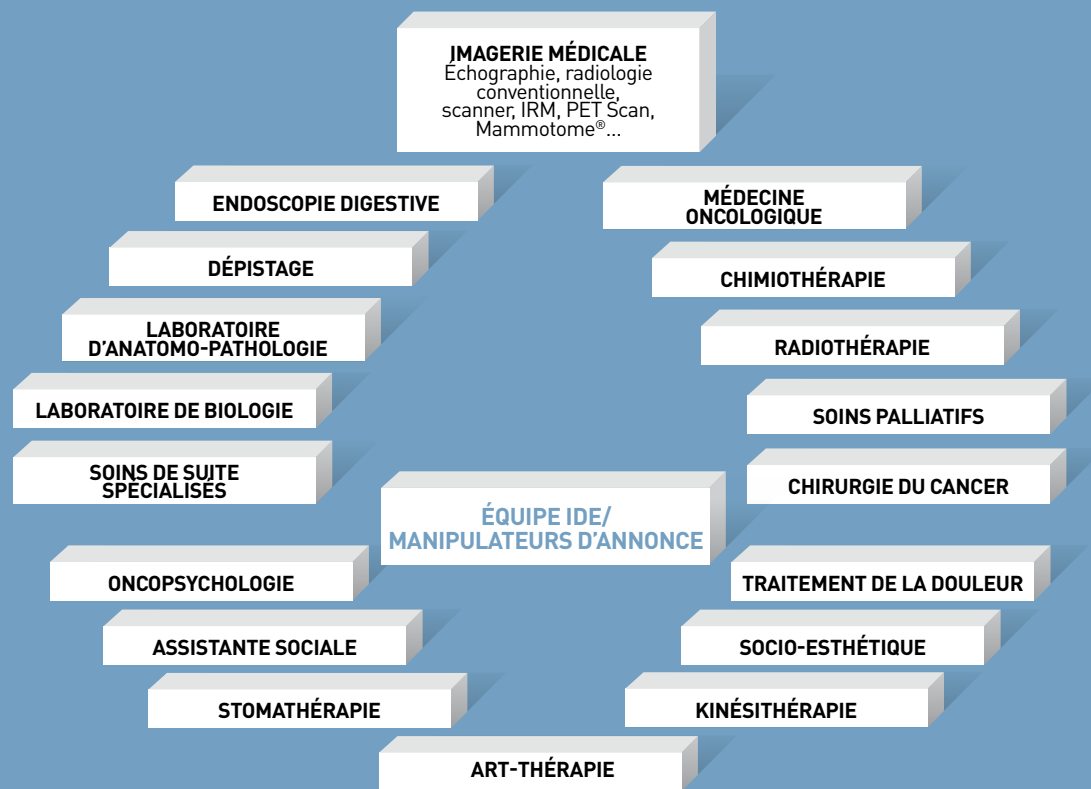 IMAGERIE MÉDICALE
Échographie, radiologie
conventionnelle,
scanner, IRM, PET Scan,
Mammotome®...
ENDOSCOPIE DIGESTIVE
MÉDECINE
ONCOLOGIQUE
DÉPISTAGE
CHIMIOTHÉRAPIE
LABORATOIRE
D'ANATOMO-PATHOLOGIE
RADIOTHÉRAPIE
LABORATOIRE DE BIOLOGIE
SOINS PALLIATIFS
SOINS DE SUITE
SPÉCIALISÉS
CHIRURGIE DU CANCER
ÉQUIPE IDE/
MANIPULATEURS D'ANNONCE
ONCOPSYCHOLOGIE
TRAITEMENT DE LA DOULEUR
ASSISTANTE SOCIALE
SOCIO-ESTHÉTIQUE
STOMATHÉRAPIE
KINÉSITHÉRAPIE
ART-THÉRAPIE